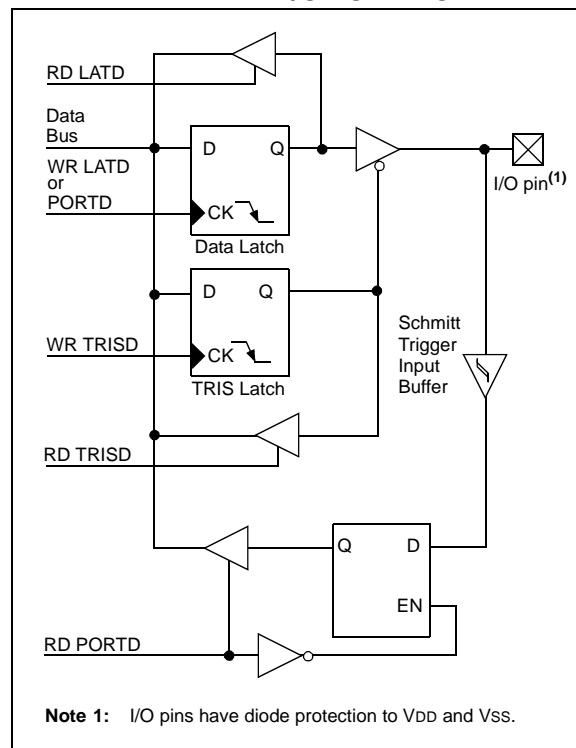 RD LATD
Data
Bus
D Q
WR LATD
or
PORTD
CK
Data Latch
I/O pin(1)
D Q
WR TRISD
CK
TRIS Latch
Schmitt
Trigger
Input
Buffer
RD TRISD
Q D
EN
RD PORTD
Note 1: I/O pins have diode protection to VDD and VSS.